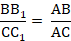 BB₁/CC₁ = AB/AC